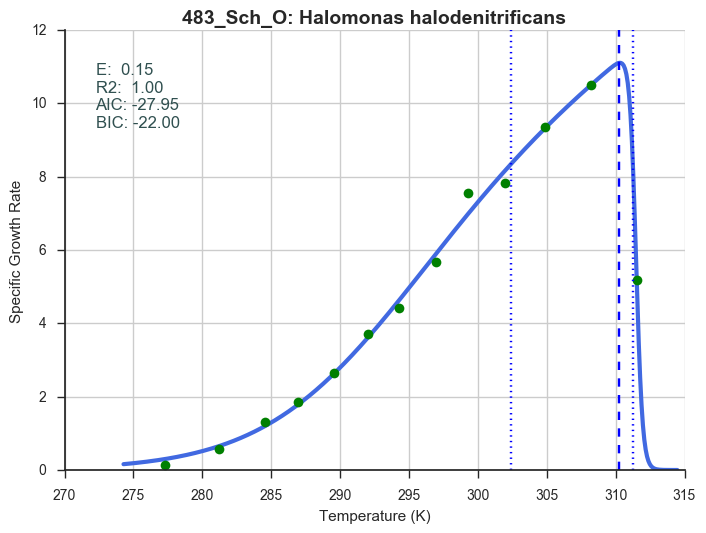 483_Sch_O: Halomonas halodenitrificans
12
10
8
6
4
2
0
Specific Growth Rate
E:  0.15
R2:  1.00
AIC: -27.95
BIC: -22.00
270 275 280 285 290 295 300 305 310 315
Temperature (K)